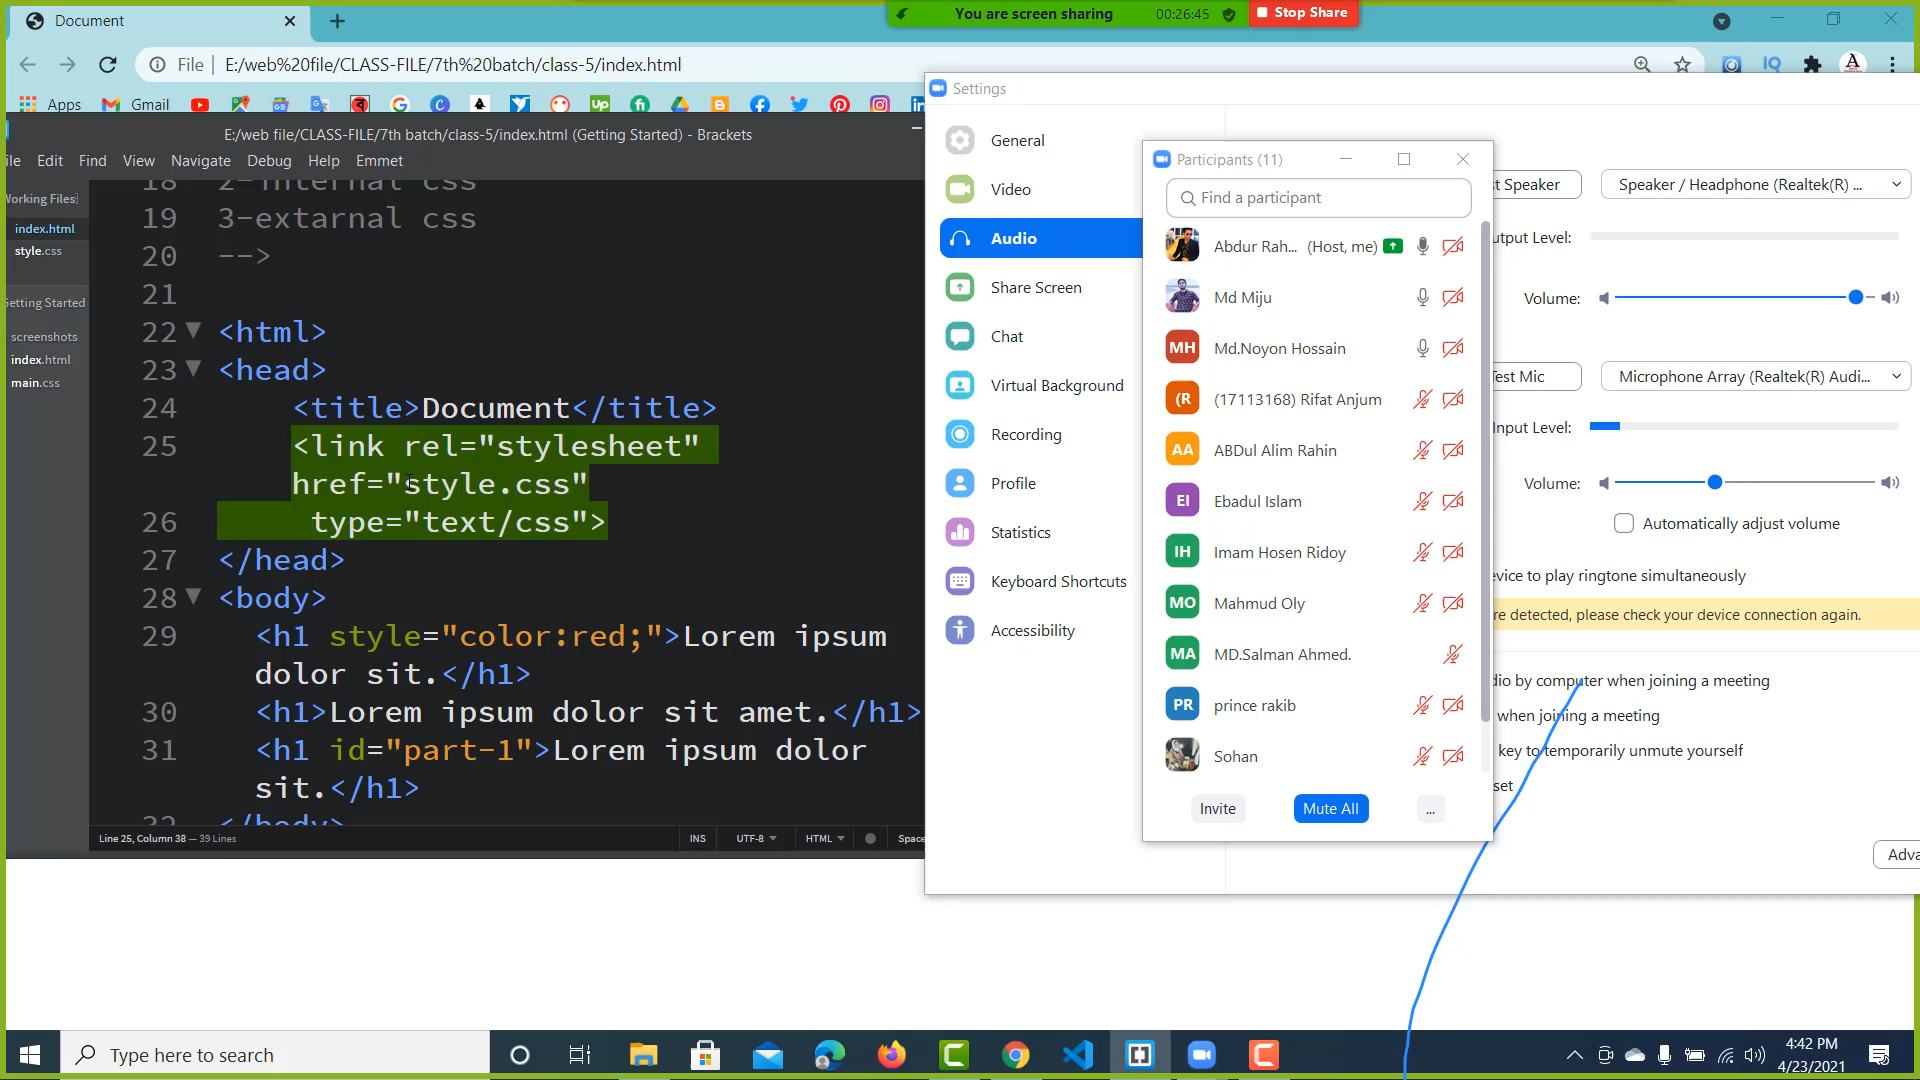 Document
You are screen sharing
00:26:45
Stop Share
File
E:/web%20file/CLASS-FILE/7th%20batch/class-5/index.html
Apps
Gmail
E:/web file/CLASS-FILE/7th batch/class-5/index.html (Getting Started) - Brackets
ile Edit Find View Navigate Debug Help Emmet
Working Files
index.html
style.css
Getting Started
screenshots
index.html
main.css
18 2-internal css
19 3-extarnal css
20 -->
21
22 <html>
23 <head>
24 <title>Document</title>
25 <link rel="stylesheet"
href="style.css"
26 type="text/css">
27 </head>
28 <body>
29 <h1 style="color:red;">Lorem ipsum
dolor sit.</h1>
30 <h1>Lorem ipsum dolor sit amet.</h1>
31 <h1 id="part-1">Lorem ipsum dolor
sit.</h1>
32 </body>
Line 25, Column 38 — 39 Lines
INS
UTF-8
HTML
Space
Settings
General
Video
Audio
Share Screen
Chat
Virtual Background
Recording
Profile
Statistics
Keyboard Shortcuts
Accessibility
Participants (11)
Find a participant
Abdur Rah... (Host, me)
Md Miju
MH Md.Noyon Hossain
(R (17113168) Rifat Anjum
AA ABDul Alim Rahin
EI Ebadul Islam
IH Imam Hosen Ridoy
MO Mahmud Oly
MA MD.Salman Ahmed.
PR prince rakib
Sohan
Invite
Mute All
...
st Speaker
Speaker / Headphone (Realtek(R) ...
utput Level:
Volume:
Test Mic
Microphone Array (Realtek(R) Audi...
Input Level:
Volume:
Automatically adjust volume
evice to play ringtone simultaneously
re detected, please check your device connection again.
dio by computer when joining a meeting
when joining a meeting
key to temporarily unmute yourself
set
Adva
Type here to search
4:42 PM
4/23/2021